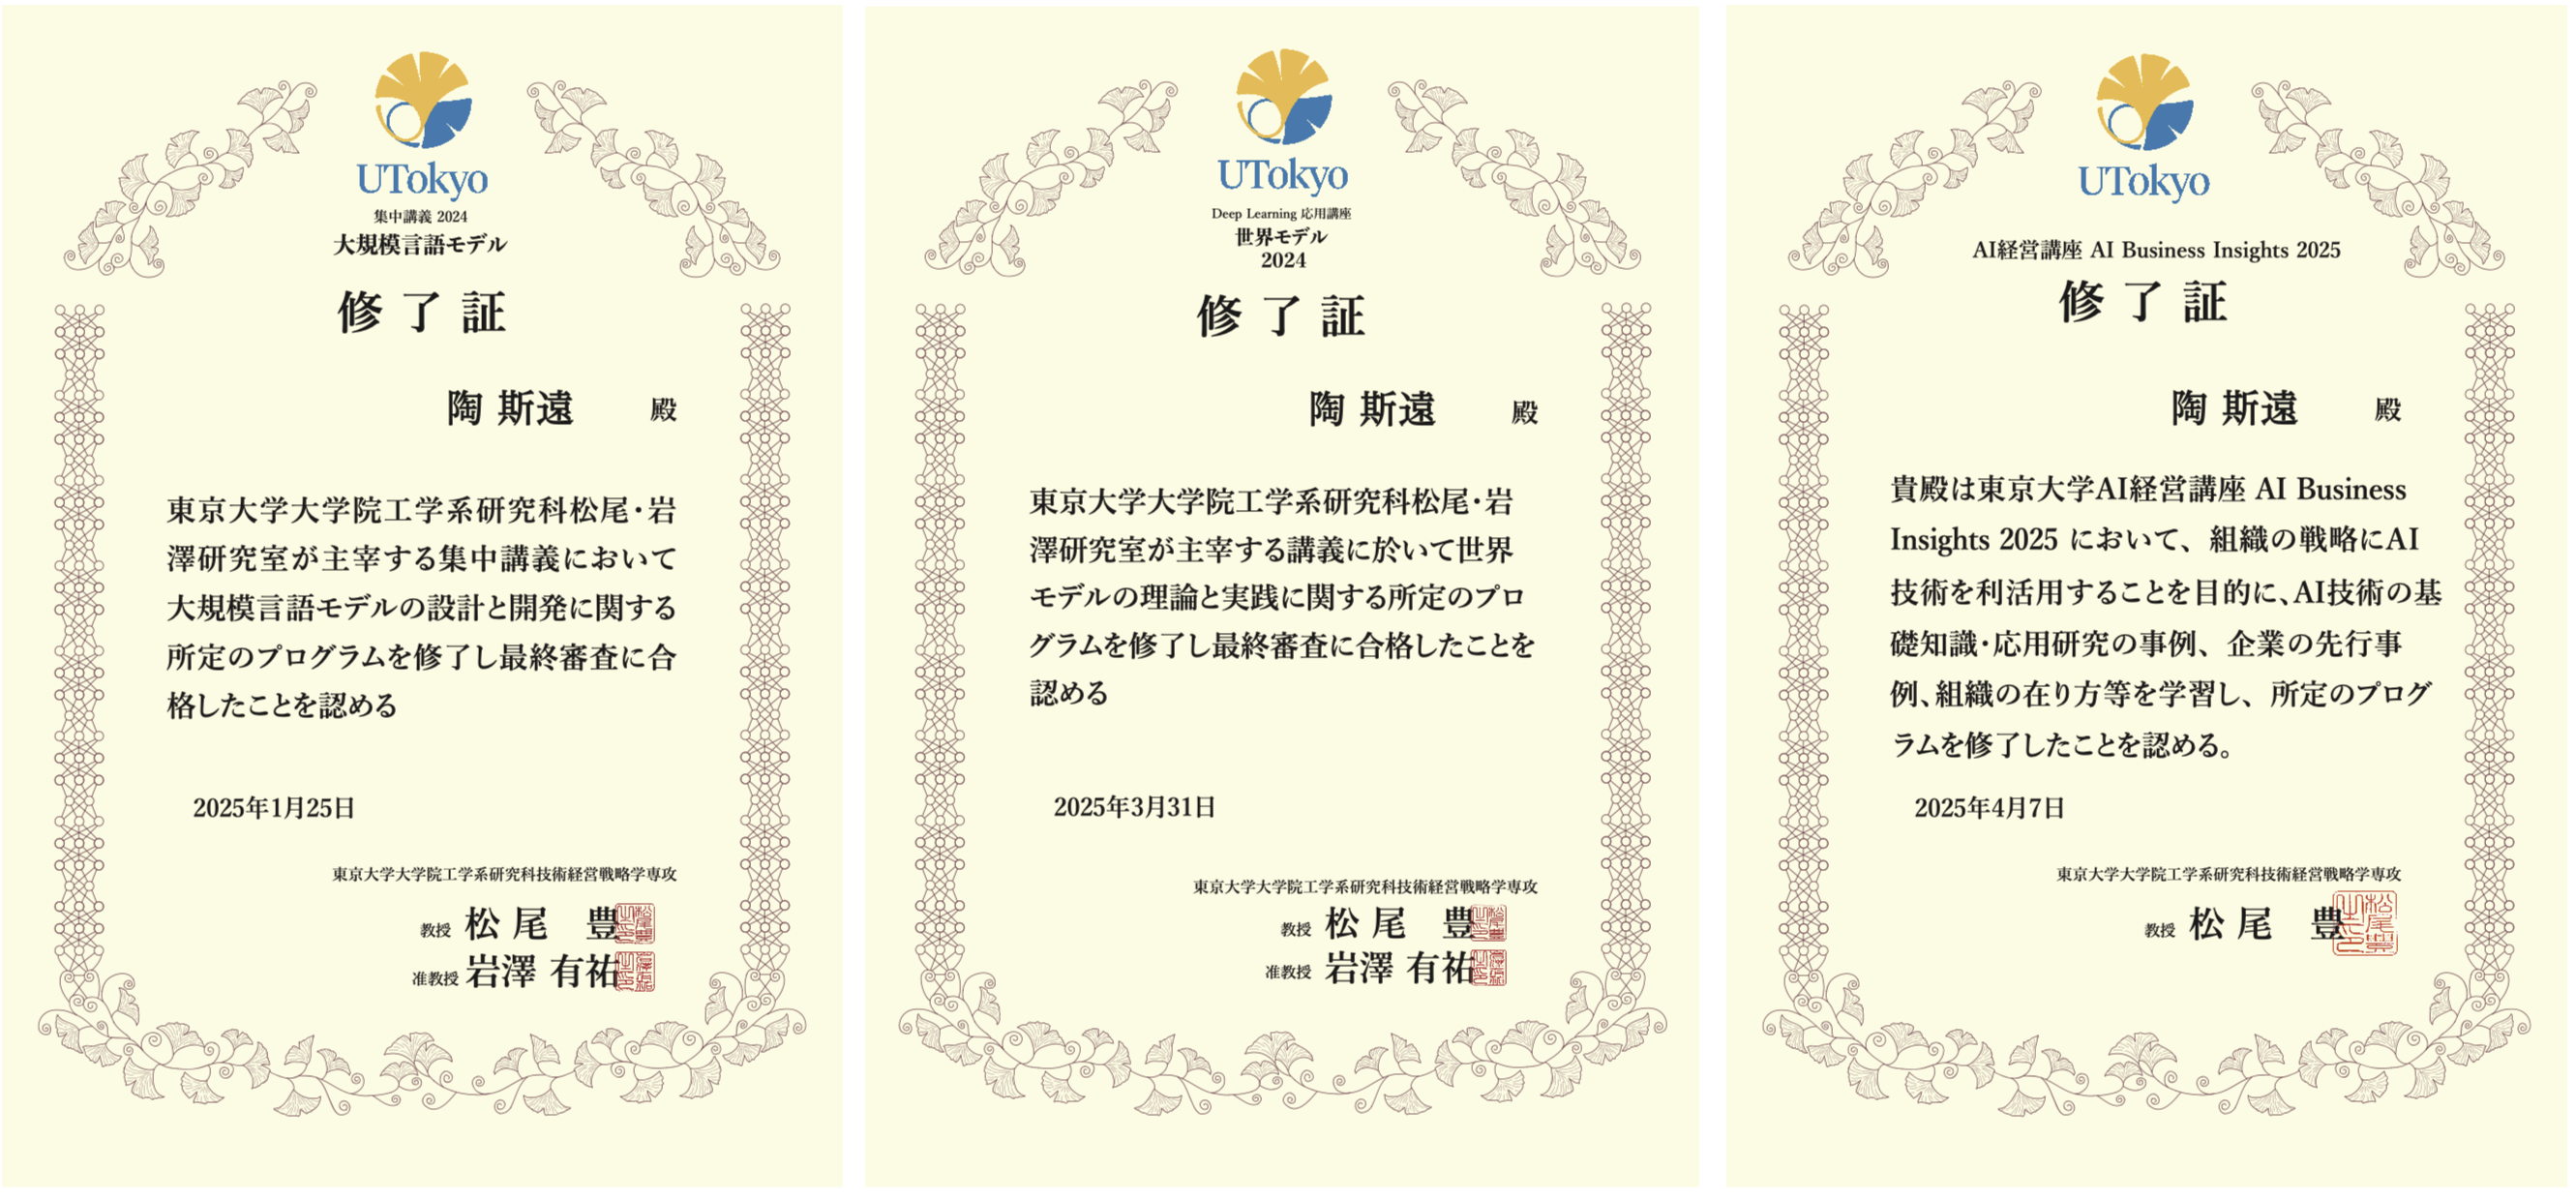 UTokyo
集中講義 2024
大規模言語モデル
修了証
陶 斯遠 殿
東京大学大学院工学系研究科松尾・岩
澤研究室が主宰する集中講義において
大規模言語モデルの設計と開発に関する
所定のプログラムを修了し最終審査に合
格したことを認める
2025年1月25日
東京大学大学院工学系研究科技術経営戦略学専攻
教授 松尾 豊
准教授 岩澤 有祐
UTokyo
Deep Learning 応用講座
世界モデル
2024
修了証
陶 斯遠 殿
東京大学大学院工学系研究科松尾・岩
澤研究室が主宰する講義に於いて世界
モデルの理論と実践に関する所定のプロ
グラムを修了し最終審査に合格したことを
認める
2025年3月31日
東京大学大学院工学系研究科技術経営戦略学専攻
教授 松尾 豊
准教授 岩澤 有祐
UTokyo
AI経営講座 AI Business Insights 2025
修了証
陶 斯遠 殿
貴殿は東京大学AI経営講座 AI Business
Insights 2025 において、組織の戦略にAI
技術を利活用することを目的に、AI技術の基
礎知識・応用研究の事例、企業の先行事
例、組織の在り方等を学習し、所定のプログ
ラムを修了したことを認める。
2025年4月7日
東京大学大学院工学系研究科技術経営戦略学専攻
教授 松尾 豊